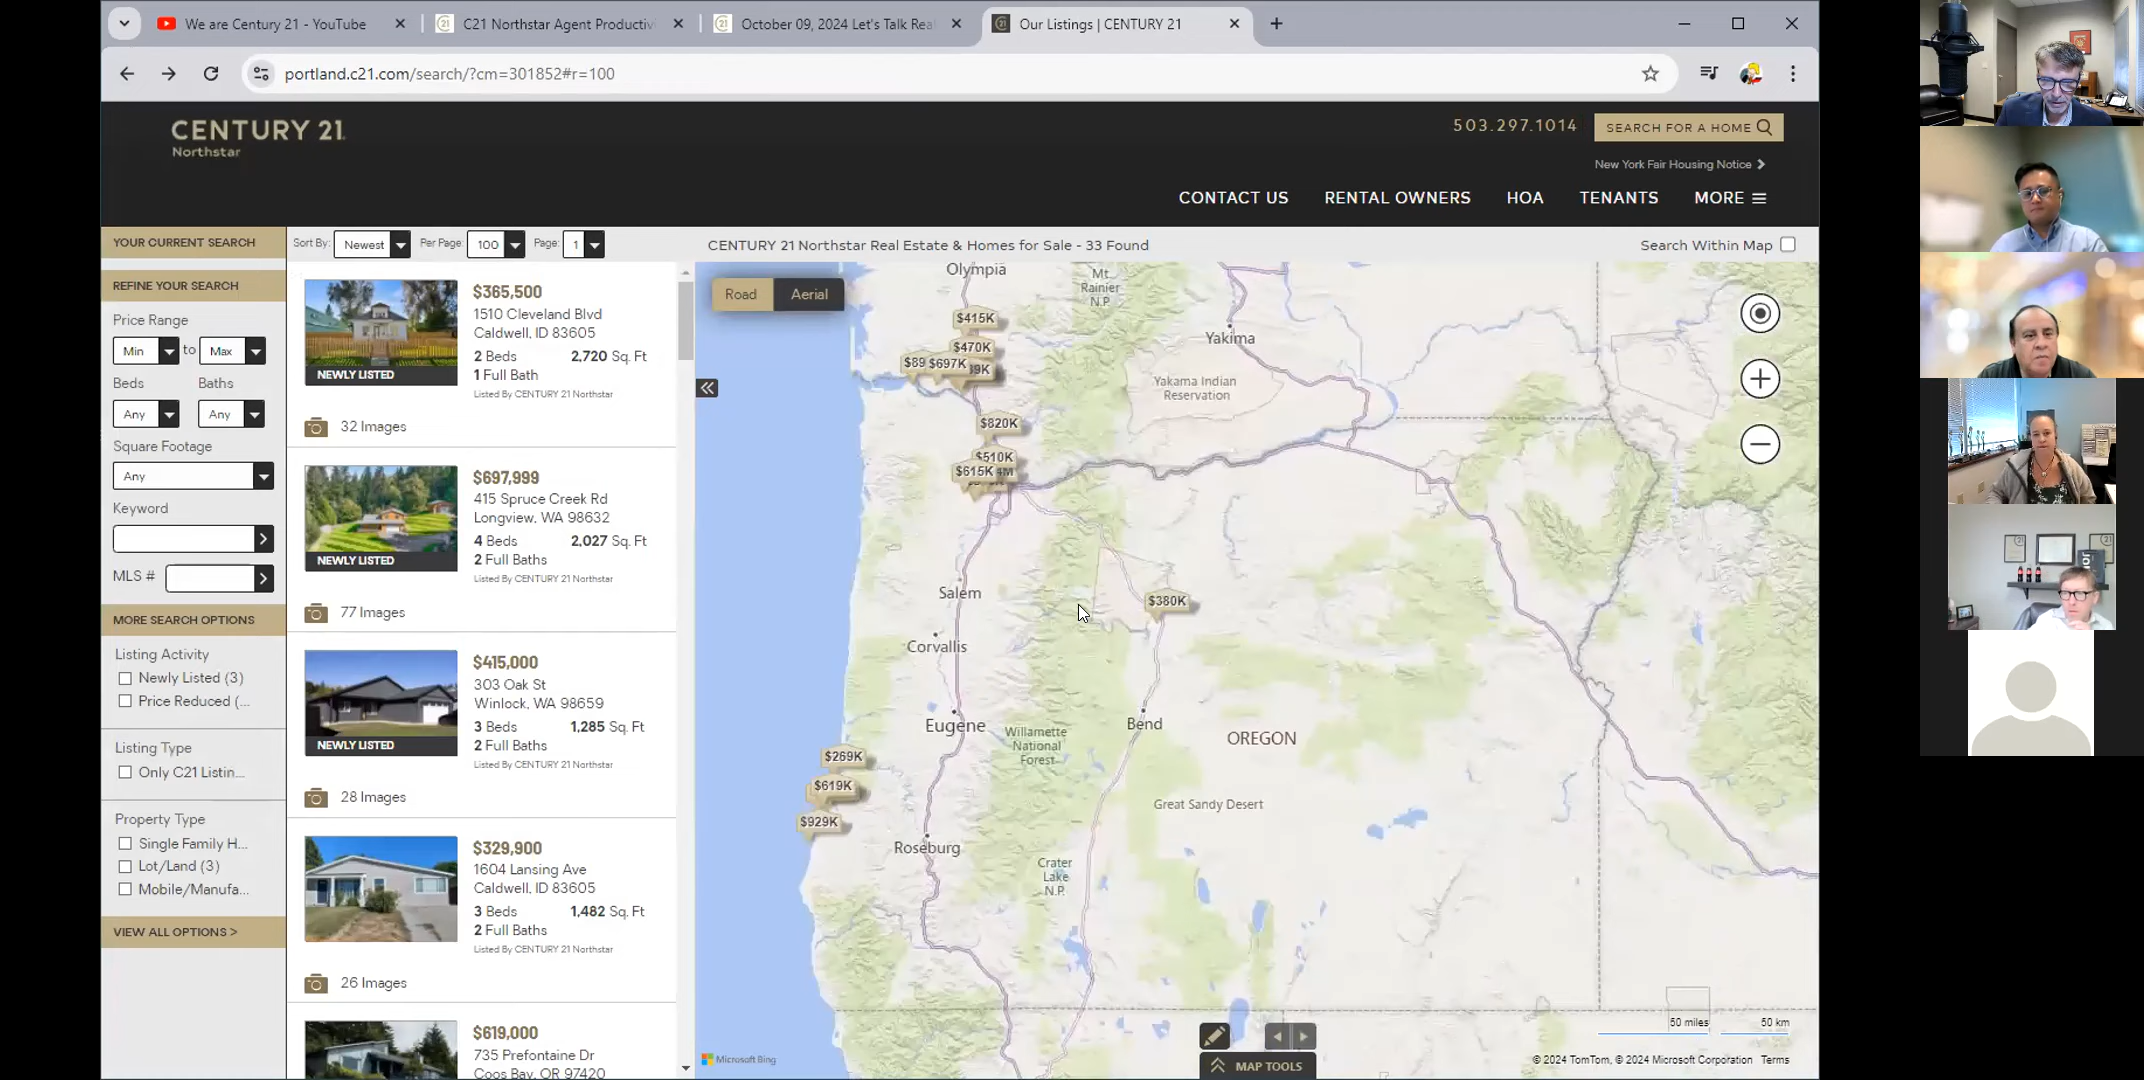 We are Century 21 - YouTube
C21 Northstar Agent Productivi
October 09, 2024 Let's Talk Rea
Our Listings | CENTURY 21
portland.c21.com/search/?cm=301852#r=100
CENTURY 21
Northstar
503.297.1014
SEARCH FOR A HOME
New York Fair Housing Notice
CONTACT US
RENTAL OWNERS
HOA
TENANTS
MORE
YOUR CURRENT SEARCH
REFINE YOUR SEARCH
Price Range
Min to Max
Beds Baths
Any Any
Square Footage
Any
Keyword
MLS #
MORE SEARCH OPTIONS
Listing Activity
Newly Listed (3)
Price Reduced (...
Listing Type
Only C21 Listin...
Property Type
Single Family H...
Lot/Land (3)
Mobile/Manufa...
VIEW ALL OPTIONS >
Sort By: Newest Per Page: 100 Page: 1
$365,500
1510 Cleveland Blvd
Caldwell, ID 83605
2 Beds 2,720 Sq. Ft
1 Full Bath
Listed By CENTURY 21 Northstar
NEWLY LISTED
32 Images
$697,999
415 Spruce Creek Rd
Longview, WA 98632
4 Beds 2,027 Sq. Ft
2 Full Baths
Listed By CENTURY 21 Northstar
NEWLY LISTED
77 Images
$415,000
303 Oak St
Winlock, WA 98659
3 Beds 1,285 Sq. Ft
2 Full Baths
Listed By CENTURY 21 Northstar
NEWLY LISTED
28 Images
$329,900
1604 Lansing Ave
Caldwell, ID 83605
3 Beds 1,482 Sq. Ft
2 Full Baths
Listed By CENTURY 21 Northstar
26 Images
$619,000
735 Prefontaine Dr
Coos Bay, OR 97420
CENTURY 21 Northstar Real Estate & Homes for Sale - 33 Found
Search Within Map
Road Aerial
Olympia
Mt.
Rainier
N.P.
$415K
Yakima
$470K
$89
$697K
9K
Yakama Indian
Reservation
$820K
$510K
$615K
4M
Salem
$380K
Corvallis
Eugene
Bend
Willamette
National
Forest
OREGON
$269K
$619K
$929K
Great Sandy Desert
Roseburg
Crater
Lake
N.P.
50 miles
50 km
Microsoft Bing
MAP TOOLS
© 2024 TomTom, © 2024 Microsoft Corporation Terms